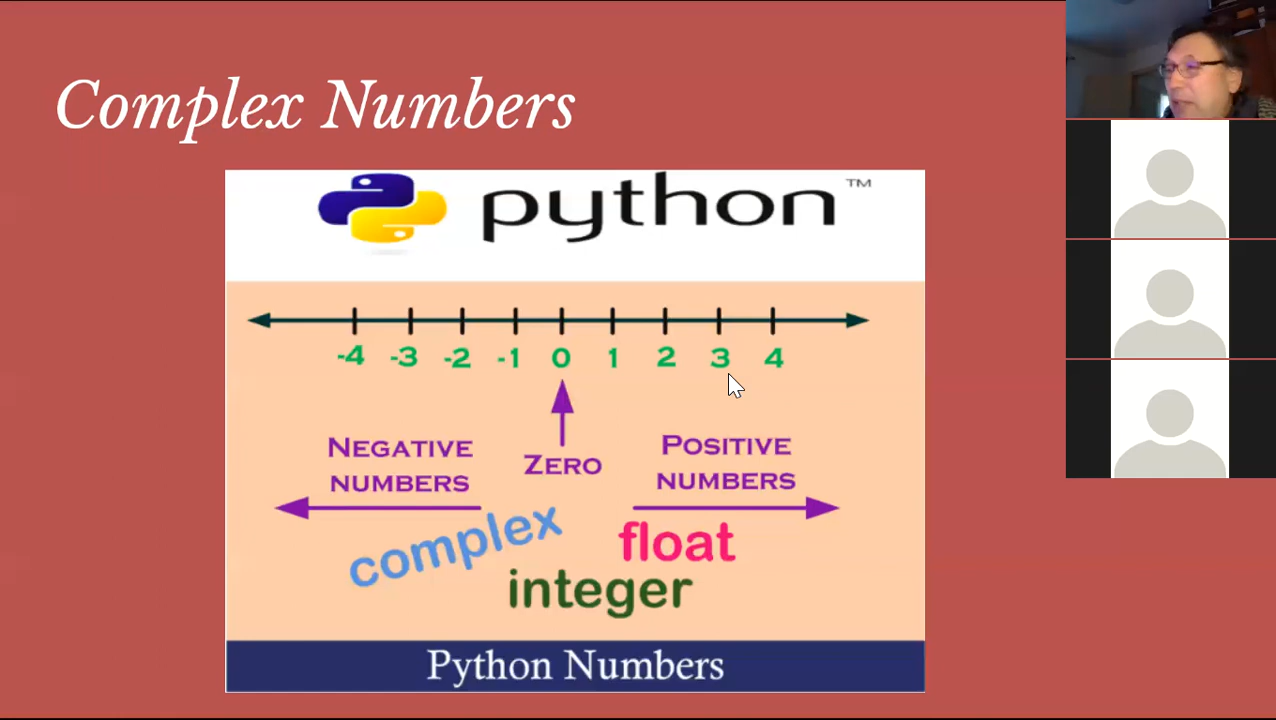 Complex Numbers
python™
-4 -3 -2 -1 0 1 2 3 4
NEGATIVE NUMBERS
ZERO
POSITIVE NUMBERS
complex
float
integer
Python Numbers